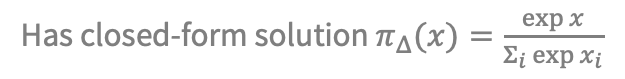 Has closed-form solution π_Δ(x) = exp x / Σ_i exp x_i